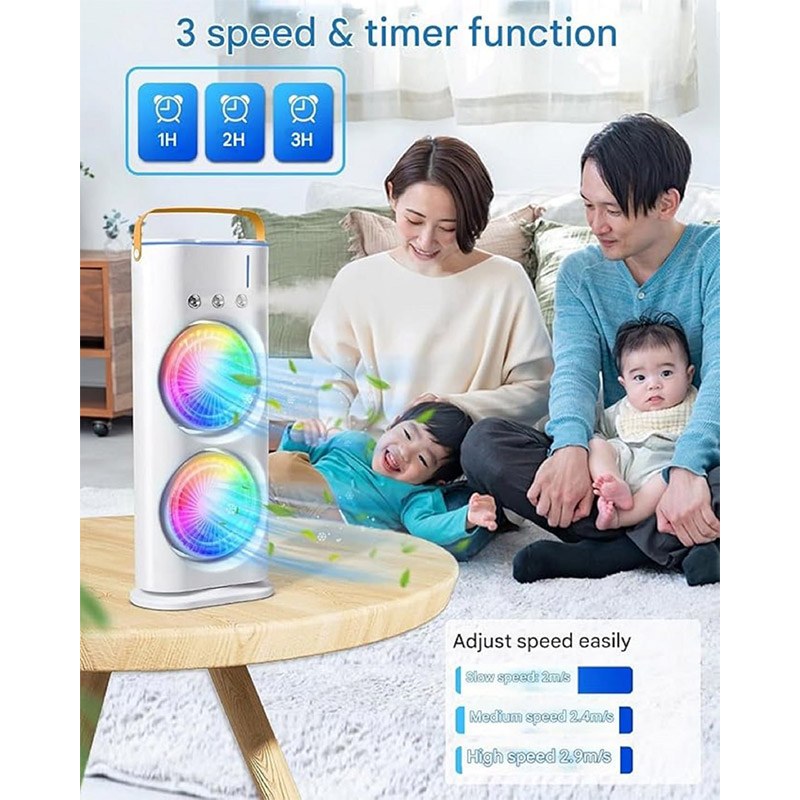 3 speed & timer function
1H
2H
3H
Adjust speed easily
Slow speed: 2m/s
Medium speed 2.4m/s
High speed 2.9m/s